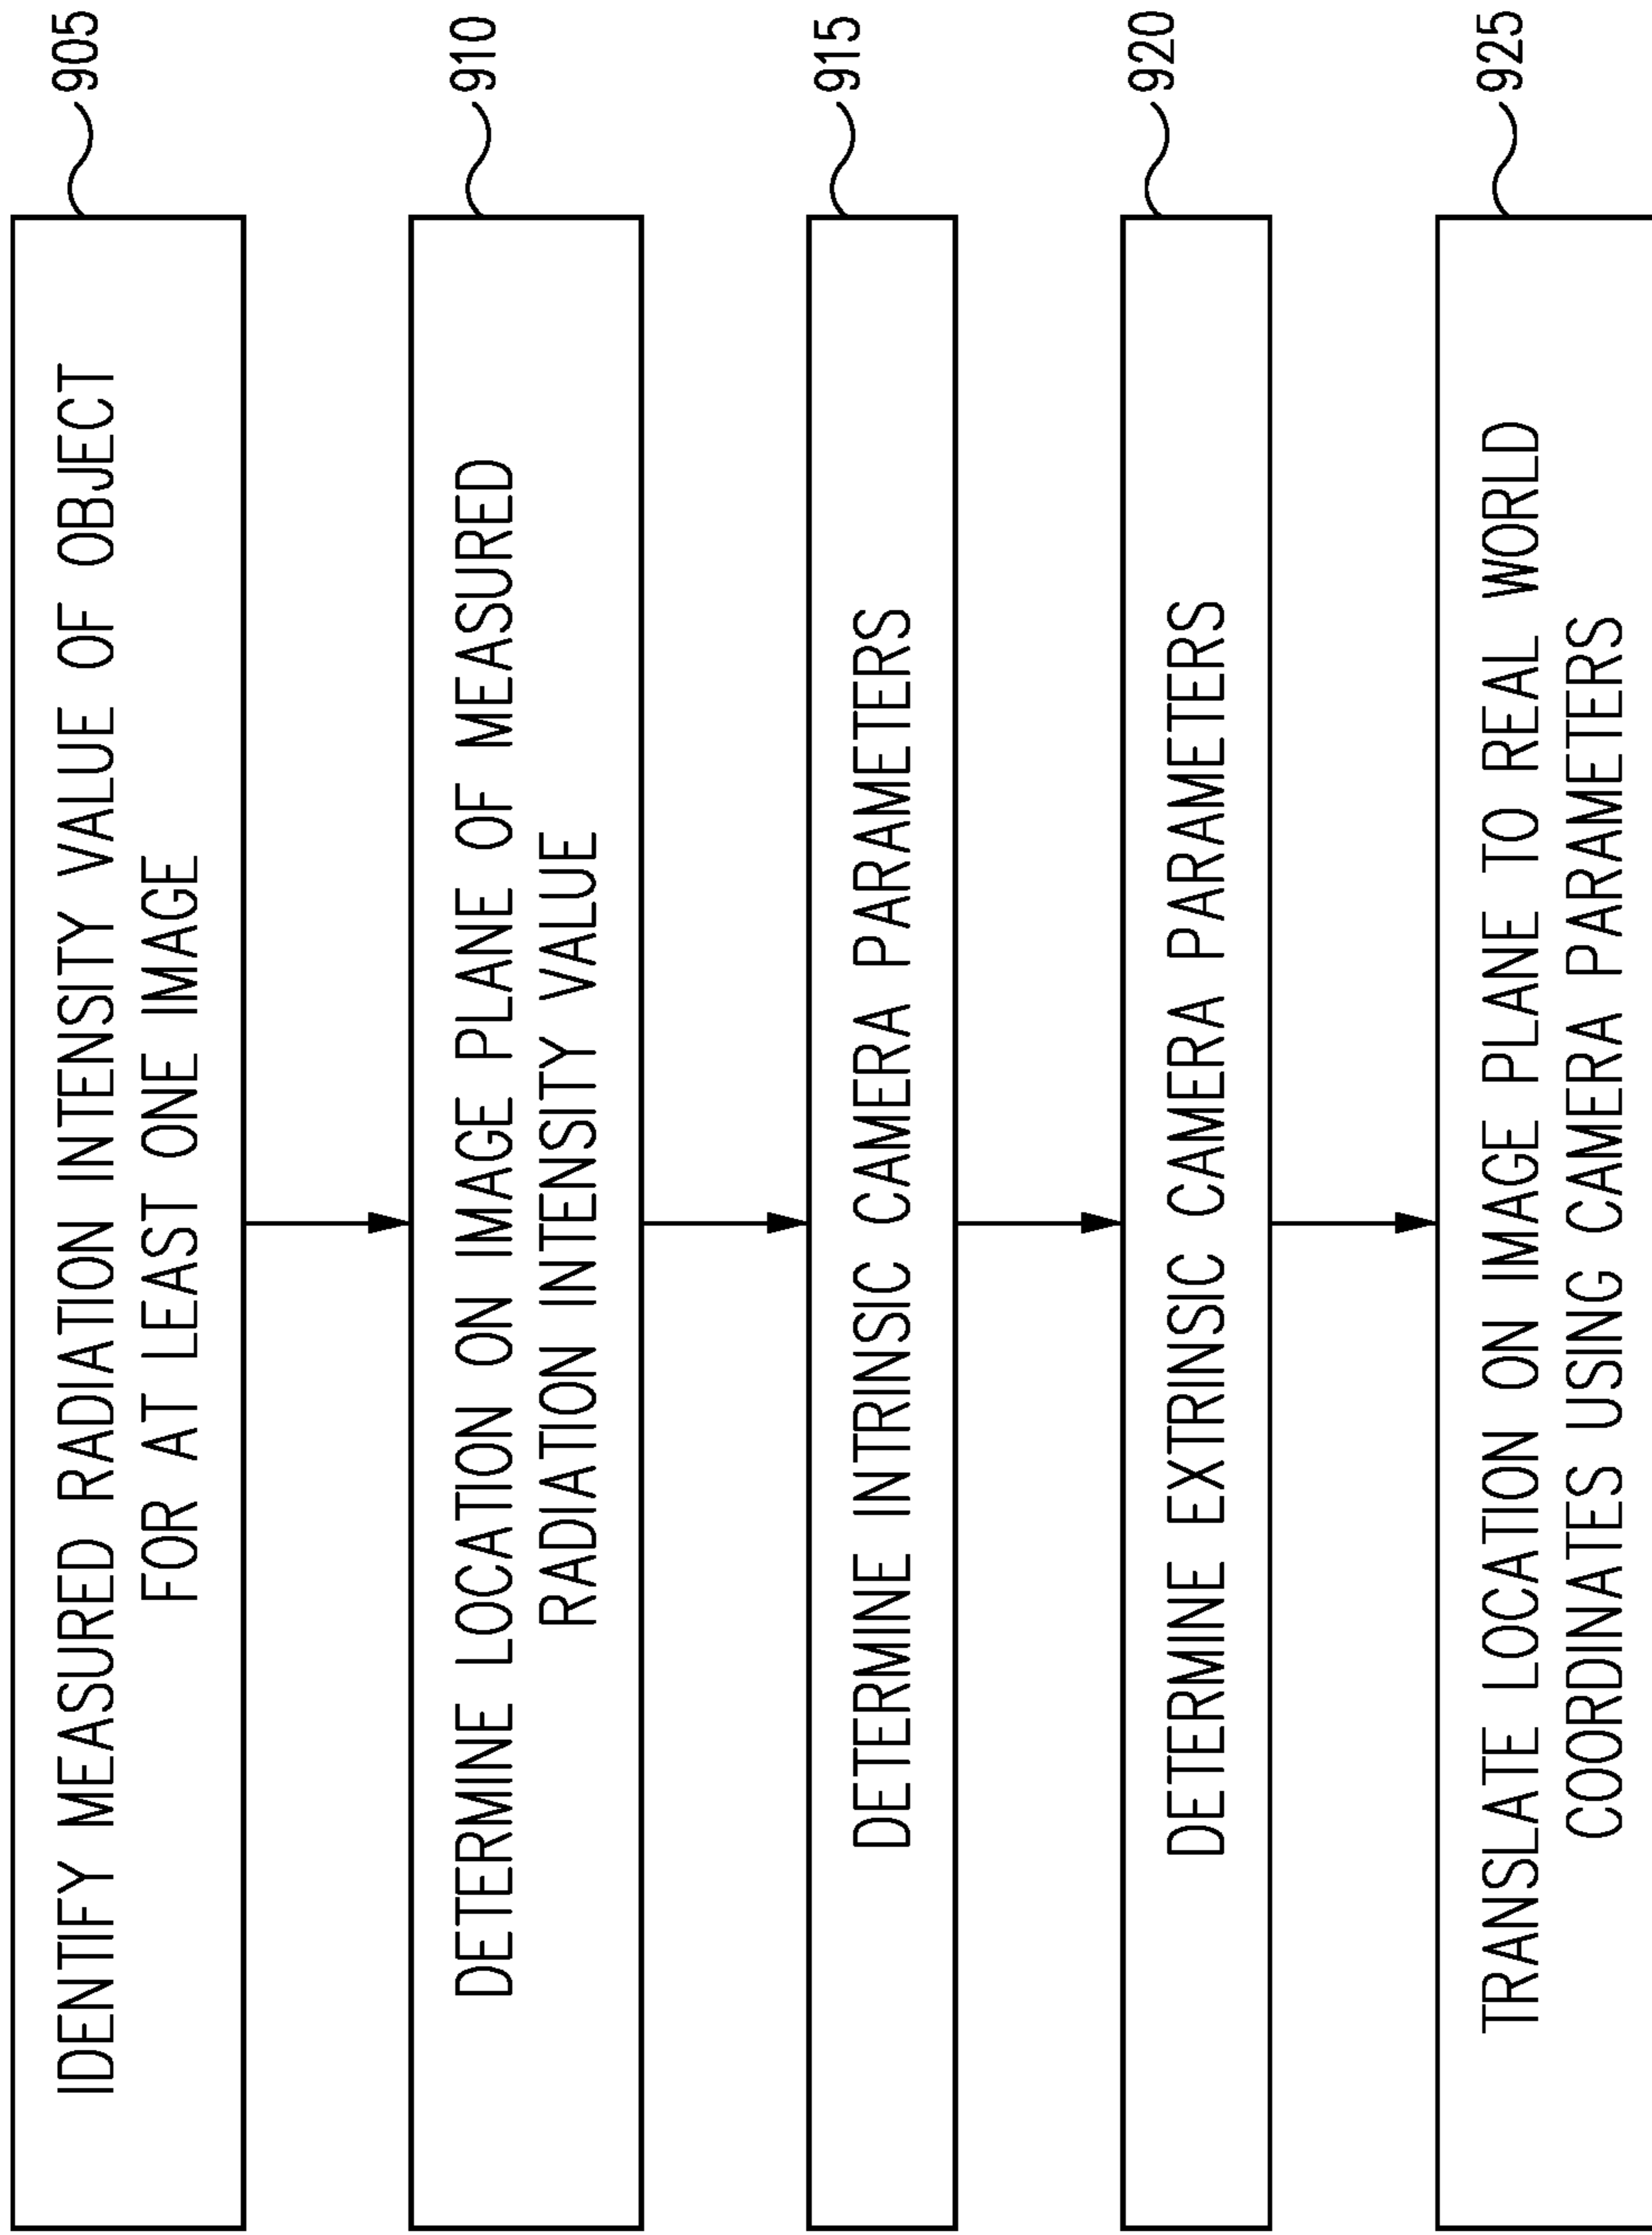 IDENTIFY MEASURED RADIATION INTENSITY VALUE OF OBJECT
FOR AT LEAST ONE IMAGE
905
DETERMINE LOCATION ON IMAGE PLANE OF MEASURED
RADIATION INTENSITY VALUE
910
DETERMINE INTRINSIC CAMERA PARAMETERS
915
DETERMINE EXTRINSIC CAMERA PARAMETERS
920
TRANSLATE LOCATION ON IMAGE PLANE TO REAL WORLD
COORDINATES USING CAMERA PARAMETERS
925